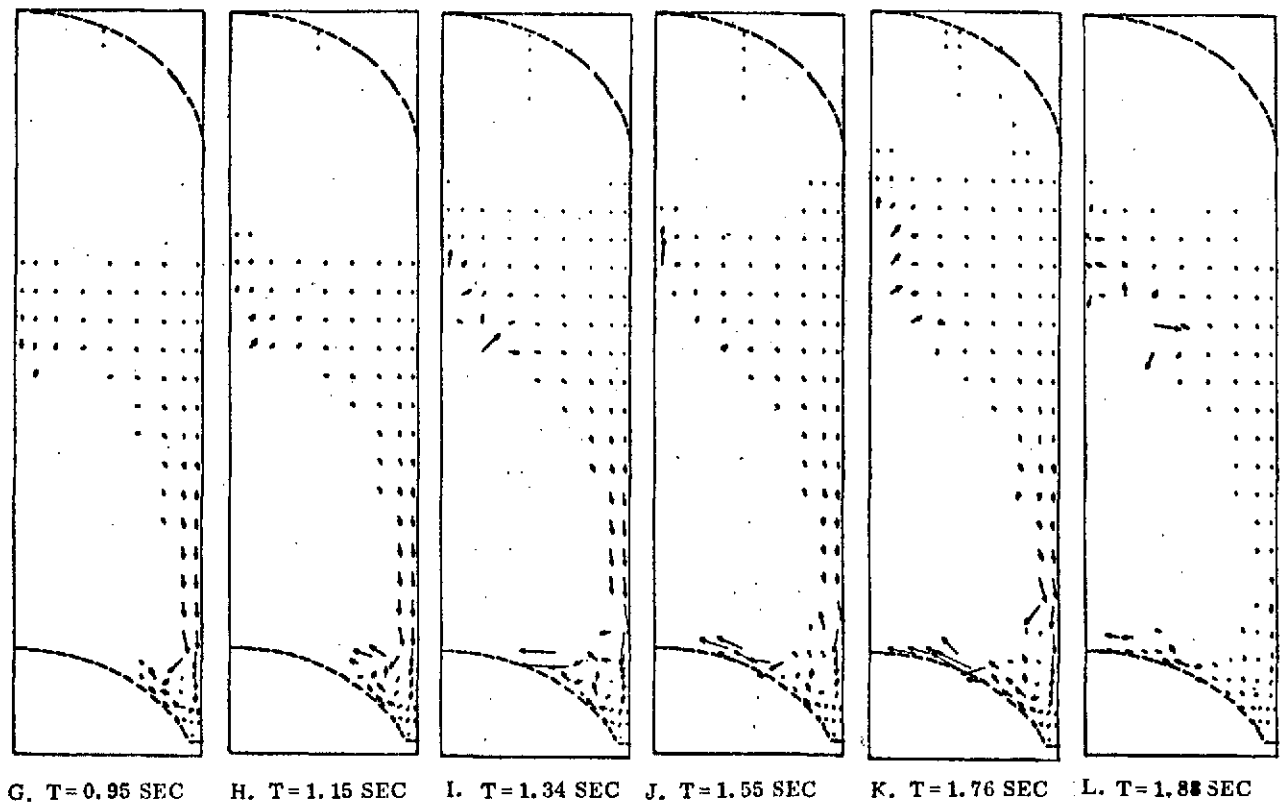 G. T=0.95 SEC
H. T=1.15 SEC
I. T=1.34 SEC
J. T=1.55 SEC
K. T=1.76 SEC
L. T=1.88 SEC